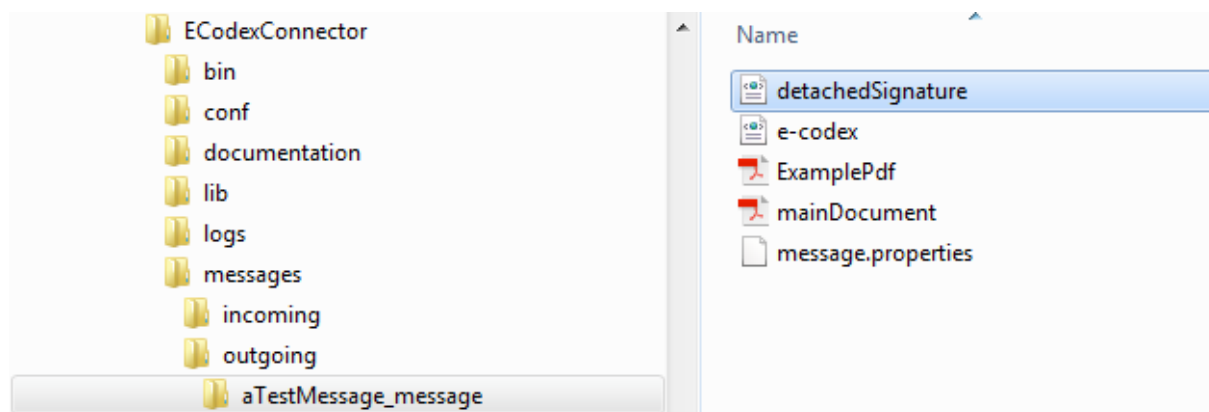 ECodexConnector
bin
conf
documentation
lib
logs
messages
incoming
outgoing
aTestMessage_message
Name
detachedSignature
e-codex
ExamplePdf
mainDocument
message.properties